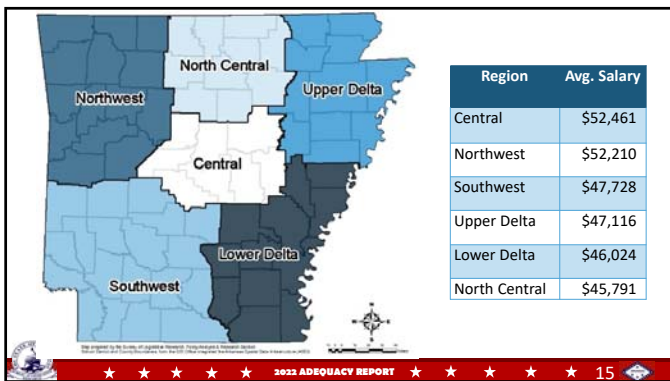 North Central
Northwest
Upper Delta
Central
Lower Delta
Southwest
Region Avg. Salary
Central $52,461
Northwest $52,210
Southwest $47,728
Upper Delta $47,116
Lower Delta $46,024
North Central $45,791
2022 ADEQUACY REPORT
15